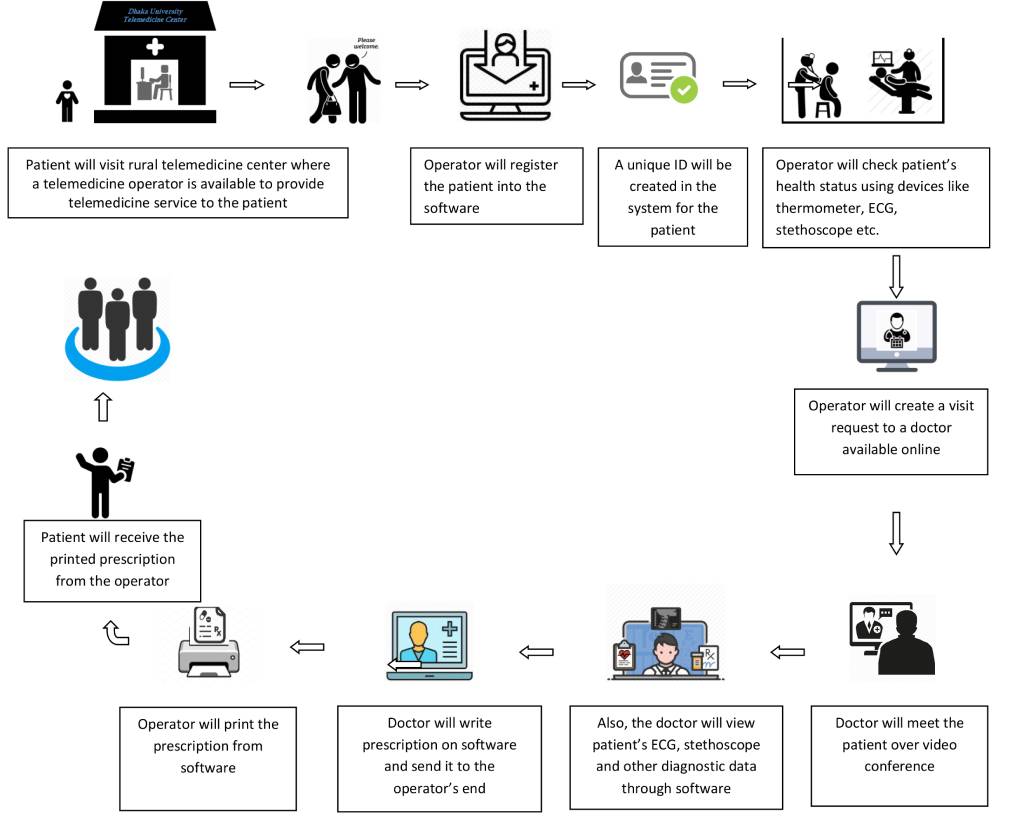 Dhaka University
Telemedicine Center
Please
welcome.
Patient will visit rural telemedicine center where
a telemedicine operator is available to provide
telemedicine service to the patient
Operator will register
the patient into the
software
A unique ID will be
created in the
system for the
patient
Operator will check patient’s
health status using devices like
thermometer, ECG,
stethoscope etc.
Operator will create a visit
request to a doctor
available online
Doctor will meet the
patient over video
conference
Also, the doctor will view
patient’s ECG, stethoscope
and other diagnostic data
through software
Doctor will write
prescription on software
and send it to the
operator’s end
Operator will print the
prescription from
software
Patient will receive the
printed prescription
from the operator
Rx
Rx